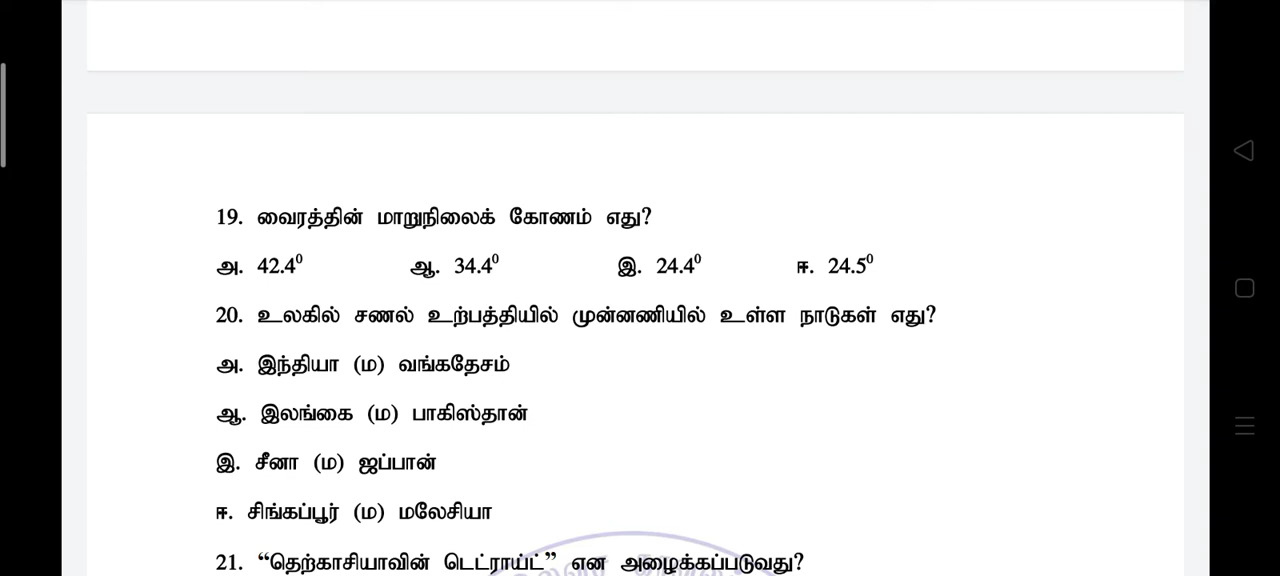 19. வைரத்தின் மாறுநிலைக் கோணம் எது?
அ. 42.4⁰ ஆ. 34.4⁰ இ. 24.4⁰ ஈ. 24.5⁰
20. உலகில் சணல் உற்பத்தியில் முன்னணியில் உள்ள நாடுகள் எது?
அ. இந்தியா (ம) வங்கதேசம்
ஆ. இலங்கை (ம) பாகிஸ்தான்
இ. சீனா (ம) ஜப்பான்
ஈ. சிங்கப்பூர் (ம) மலேசியா
21. “தெற்காசியாவின் டெட்ராய்ட்” என அழைக்கப்படுவது?